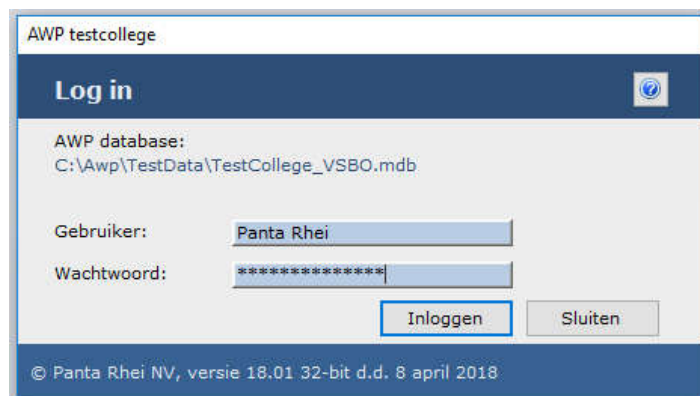 AWP testcollege
Log in
AWP database:
C:\Awp\TestData\TestCollege_VSBO.mdb
Gebruiker: Panta Rhei
Wachtwoord: **************
Inloggen Sluiten
© Panta Rhei NV, versie 18.01 32-bit d.d. 8 april 2018